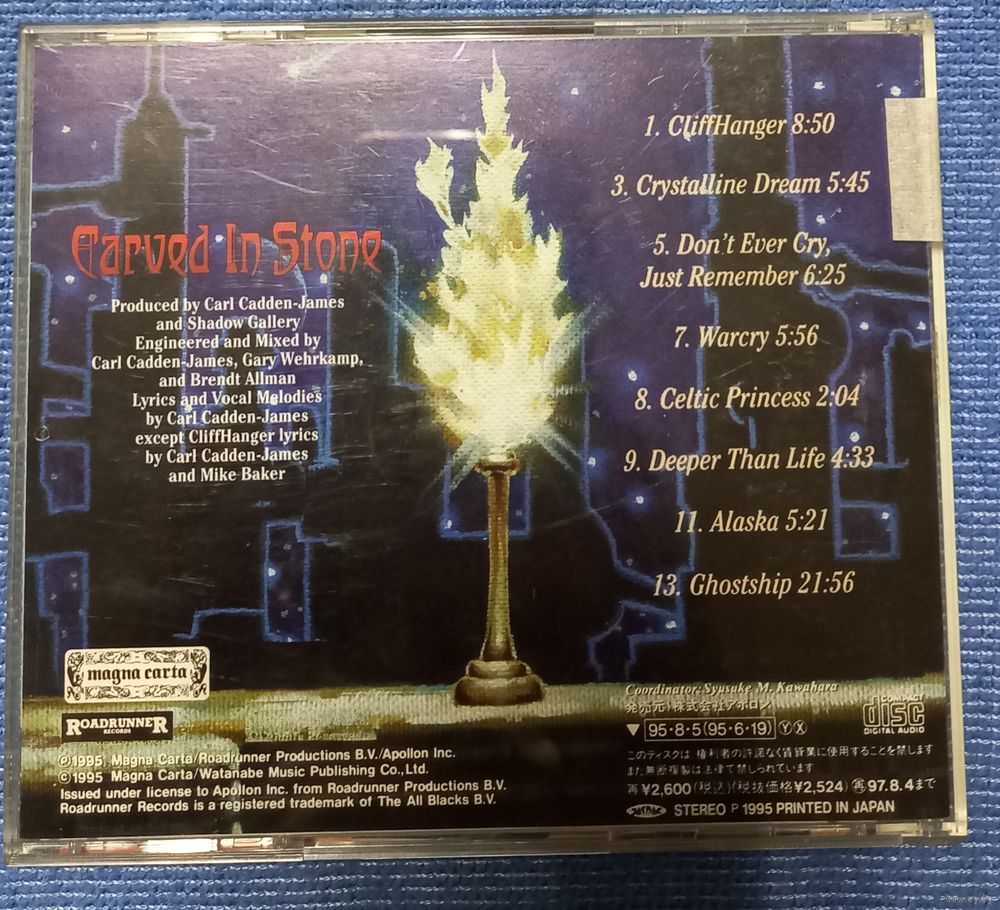 Carved In Stone
Produced by Carl Cadden-James
and Shadow Gallery
Engineered and Mixed by
Carl Cadden-James, Gary Wehrkamp,
and Brendt Allman
Lyrics and Vocal Melodies
by Carl Cadden-James
except CliffHanger lyrics
by Carl Cadden-James
and Mike Baker
1. CliffHanger 8:50
3. Crystalline Dream 5:45
5. Don't Ever Cry,
Just Remember 6:25
7. Warcry 5:56
8. Celtic Princess 2:04
9. Deeper Than Life 4:33
11. Alaska 5:21
13. Ghostship 21:56
magna carta
ROADRUNNER
RECORDS
Ⓟ1995 Magna Carta/Roadrunner Productions B.V./Apollon Inc.
©1995 Magna Carta/Watanabe Music Publishing Co.,Ltd.
Issued under license to Apollon Inc. from Roadrunner Productions B.V.
Roadrunner Records is a registered trademark of The All Blacks B.V.
Coordinator: Syusuke M. Kawahara
発売元)株式会社アポロン
▼ 95・8・5(95・6・19) Ⓨ Ⓧ
COMPACT
disc
DIGITAL AUDIO
このディスクは権利者の許諾なく賃貸業に使用することを禁します
また無断複製は法律で禁じられています
再¥2,600(税込)(税抜価格¥2,524) ㊢97.8.4まで
STEREO P 1995 PRINTED IN JAPAN